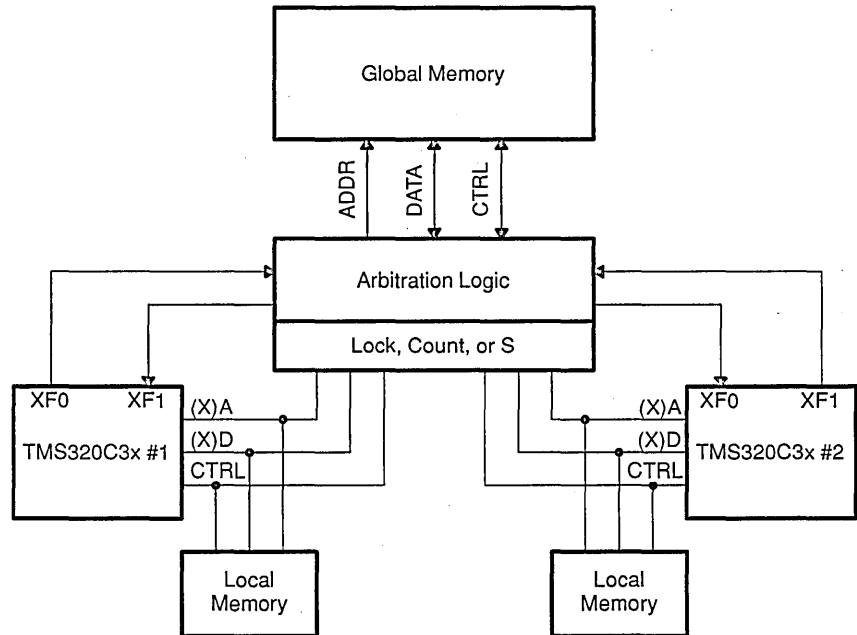 Global Memory
ADDR
DATA
CTRL
Arbitration Logic
Lock, Count, or S
XF0 XF1
TMS320C3x #1
(X)A
(X)D
CTRL
(X)A
(X)D
CTRL
XF0 XF1
TMS320C3x #2
Local
Memory
Local
Memory